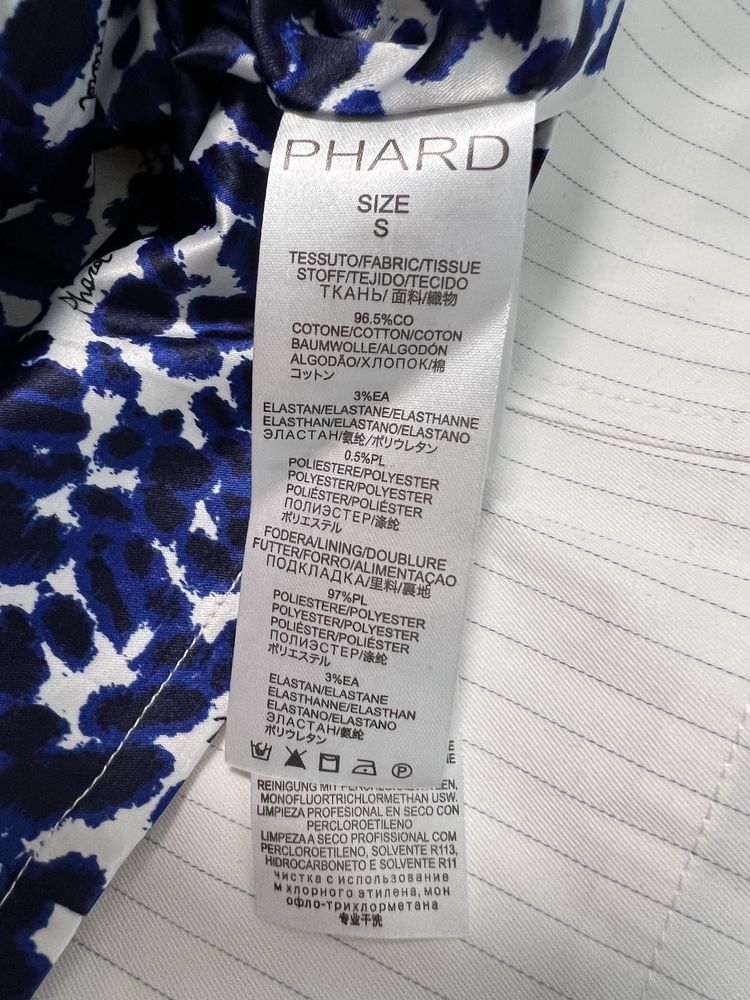 PHARD
SIZE
S
TESSUTO/FABRIC/TISSUE
STOFF/TEJIDO/TECIDO
ТКАНЬ/ 面料/織物
96.5%CO
COTONE/COTTON/COTON
BAUMWOLLE/ALGODÓN
ALGODÃO/ХЛОПОК/棉
コットン
3%EA
ELASTAN/ELASTANE/ELASTHANNE
ELASTHAN/ELASTANO/ELASTANO
ЭЛАСТАН/氨纶/ポリウレタン
0.5%PL
POLIESTERE/POLYESTER
POLYESTER/POLYESTER
POLIÉSTER/POLIÉSTER
ПОЛИЭСТЕР/涤纶
ポリエステル
FODERA/LINING/DOUBLURE
FUTTER/FORRO/ALIMENTAÇAO
ПОДКЛАДКА/里料/裏地
97%PL
POLIESTERE/POLYESTER
POLYESTER/POLYESTER
POLIÉSTER/POLIÉSTER
ПОЛИЭСТЕР/涤纶
ポリエステル
3%EA
ELASTAN/ELASTANE
ELASTHANNE/ELASTHAN
ELASTANO/ELASTANO
ЭЛАСТАН/氨纶
ポリウレタン
P
REINIGUNG MIT
MONOFLUORTRICHLORMETHAN USW.
LIMPIEZA PROFESIONAL EN SECO CON
PERCLOROETILENO
LIMPEZA A SECO PROFISSIONAL COM
PERCLOROETILENO, SOLVENTE R113,
HIDROCARBONETO E SOLVENTE R11
чистка с использование
м хлорного этилена, мон
офло-трихлорметана
专业干洗
Phard